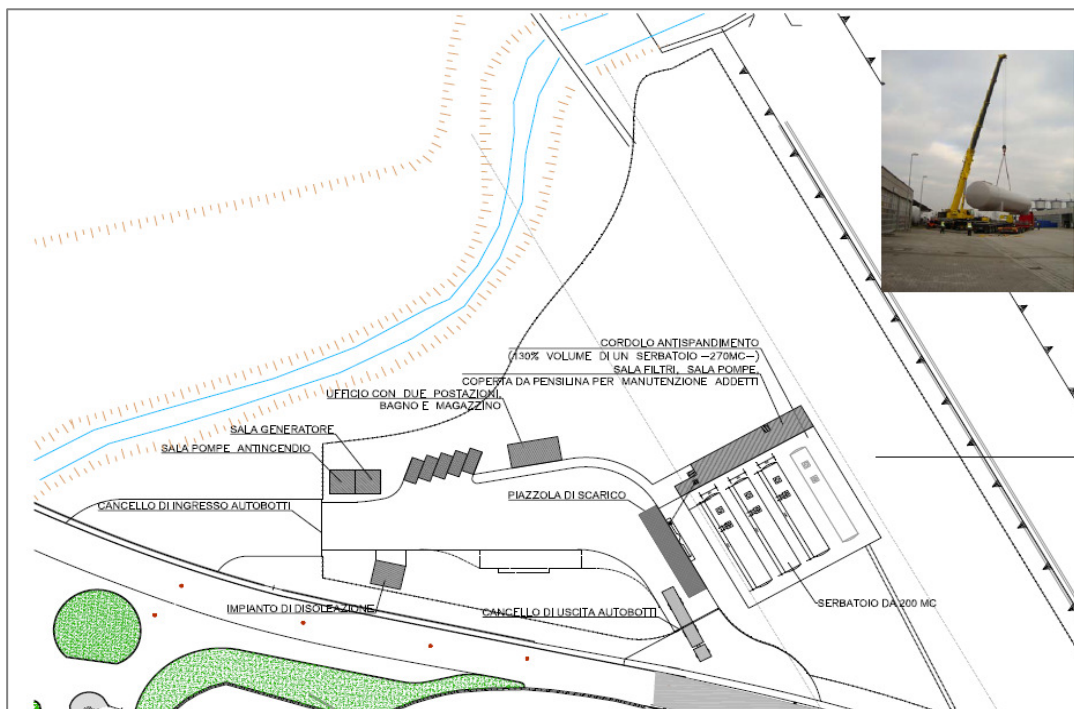 CORDOLO ANTISPANDIMENTO
(130% VOLUME DI UN SERBATOIO –270MC–)
SALA FILTRI, SALA POMPE,
COPERTA DA PENSILINA PER MANUTENZIONE ADDETTI
UFFICIO CON DUE POSTAZIONI,
BAGNO E MAGAZZINO
SALA GENERATORE
SALA POMPE ANTINCENDIO
PIAZZOLA DI SCARICO
CANCELLO DI INGRESSO AUTOBOTTI
IMPIANTO DI DISOLEAZIONE
CANCELLO DI USCITA AUTOBOTTI
SERBATOIO DA 200 MC